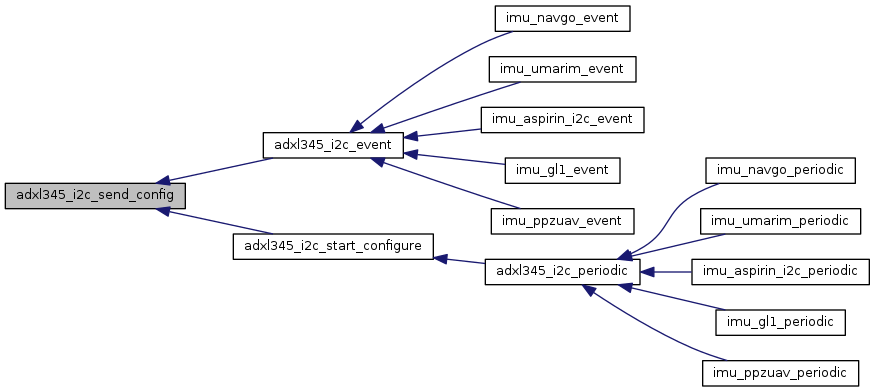 imu_navgo_event
imu_umarim_event
imu_aspirin_i2c_event
adxl345_i2c_event
imu_gl1_event
imu_navgo_periodic
adxl345_i2c_send_config
imu_ppzuav_event
imu_umarim_periodic
adxl345_i2c_start_configure
adxl345_i2c_periodic
imu_aspirin_i2c_periodic
imu_gl1_periodic
imu_ppzuav_periodic